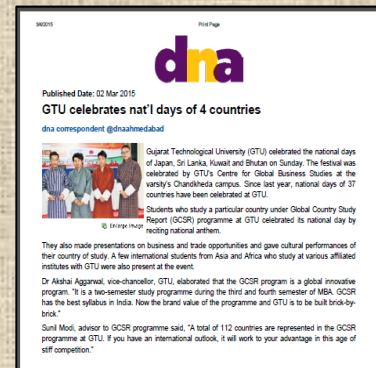 3/4/2015 Print Page
dna
Published Date: 02 Mar 2015
GTU celebrates nat'l days of 4 countries
dna correspondent @dnaahmedabad
Gujarat Technological University (GTU) celebrated the national days
of Japan, Sri Lanka, Kuwait and Bhutan on Sunday. The festival was
celebrated by GTU's Centre for Global Business Studies at the
varsity's Chandkheda campus. Since last year, national days of 37
countries have been celebrated at GTU.
Students who study a particular country under Global Country Study
Report (GCSR) programme at GTU celebrated its national day by
reciting national anthem.
Enlarge Image
They also made presentations on business and trade opportunities and gave cultural performances of
their country of study. A few international students from Asia and Africa who study at various affiliated
institutes with GTU were also present at the event.
Dr Akshai Aggarwal, vice-chancellor, GTU, elaborated that the GCSR program is a global innovative
program. "It is a two-semester study programme during the third and fourth semester of MBA. GCSR
has the best syllabus in India. Now the brand value of the programme and GTU is to be built brick-by-
brick."
Sunil Modi, advisor to GCSR programme said, "A total of 112 countries are represented in the GCSR
programme at GTU. If you have an international outlook, it will work to your advantage in this age of
stiff competition."